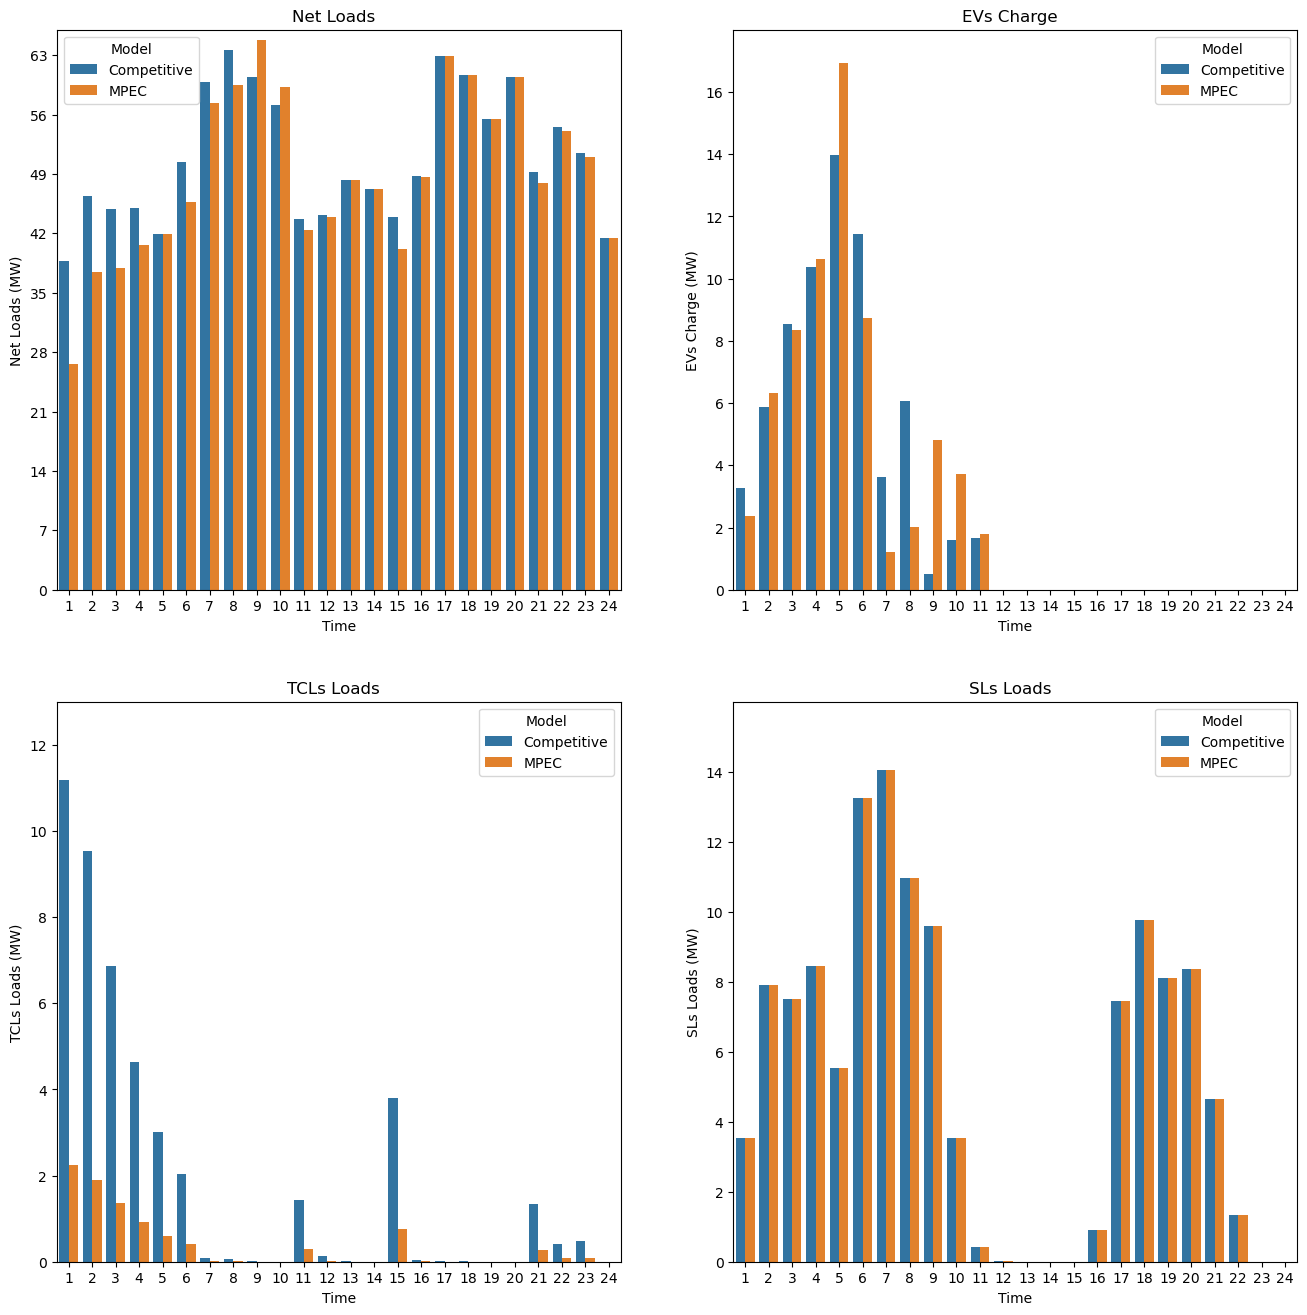 Net Loads
Model
Competitive
MPEC
Net Loads (MW)
63
56
49
42
35
28
21
14
7
0
1 2 3 4 5 6 7 8 9 10 11 12 13 14 15 16 17 18 19 20 21 22 23 24
Time
EVs Charge
Model
Competitive
MPEC
EVs Charge (MW)
16
14
12
10
8
6
4
2
0
1 2 3 4 5 6 7 8 9 10 11 12 13 14 15 16 17 18 19 20 21 22 23 24
Time
TCLs Loads
Model
Competitive
MPEC
TCLs Loads (MW)
12
10
8
6
4
2
0
1 2 3 4 5 6 7 8 9 10 11 12 13 14 15 16 17 18 19 20 21 22 23 24
Time
SLs Loads
Model
Competitive
MPEC
SLs Loads (MW)
14
12
10
8
6
4
2
0
1 2 3 4 5 6 7 8 9 10 11 12 13 14 15 16 17 18 19 20 21 22 23 24
Time